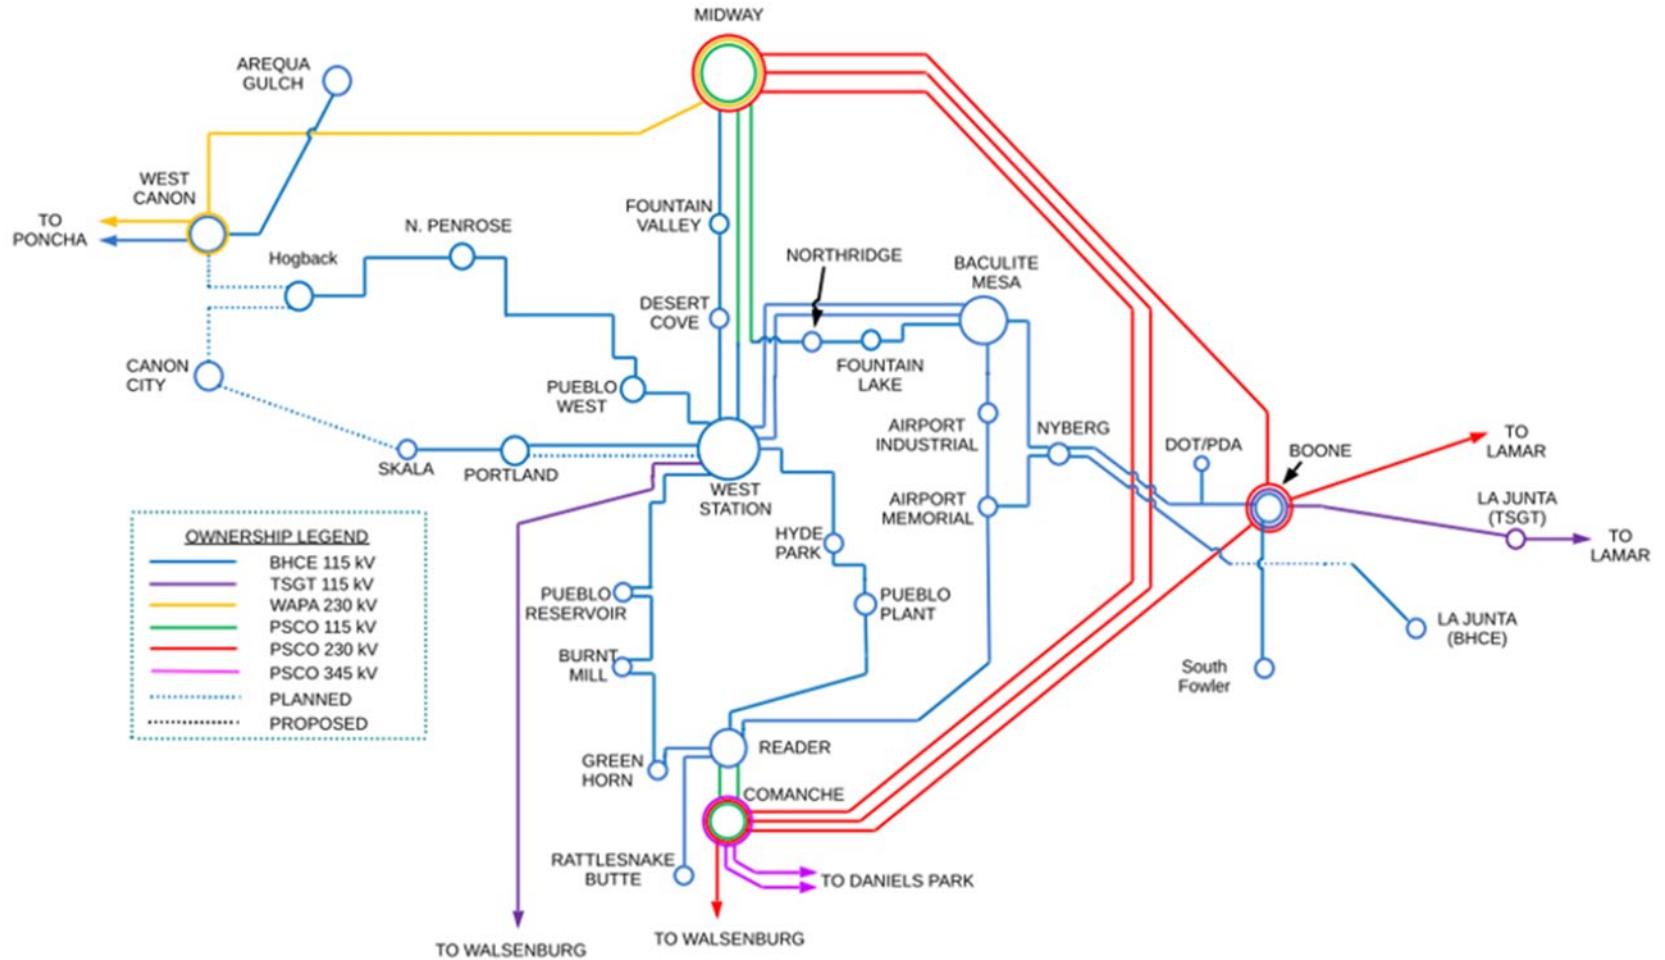 MIDWAY
AREQUA
GULCH
WEST
CANON
TO
PONCHA
Hogback
N. PENROSE
FOUNTAIN
VALLEY
NORTHRIDGE
BACULITE
MESA
DESERT
COVE
FOUNTAIN
LAKE
CANON
CITY
PUEBLO
WEST
AIRPORT
INDUSTRIAL
NYBERG
DOT/PDA
BOONE
TO
LAMAR
SKALA
PORTLAND
WEST
STATION
AIRPORT
MEMORIAL
LA JUNTA
(TSGT)
TO
LAMAR
HYDE
PARK
OWNERSHIP LEGEND
BHCE 115 kV
TSGT 115 kV
WAPA 230 kV
PSCO 115 kV
PSCO 230 kV
PSCO 345 kV
PLANNED
PROPOSED
PUEBLO
RESERVOIR
PUEBLO
PLANT
LA JUNTA
(BHCE)
BURNT
MILL
South
Fowler
GREEN
HORN
READER
COMANCHE
RATTLESNAKE
BUTTE
TO DANIELS PARK
TO WALSENBURG
TO WALSENBURG